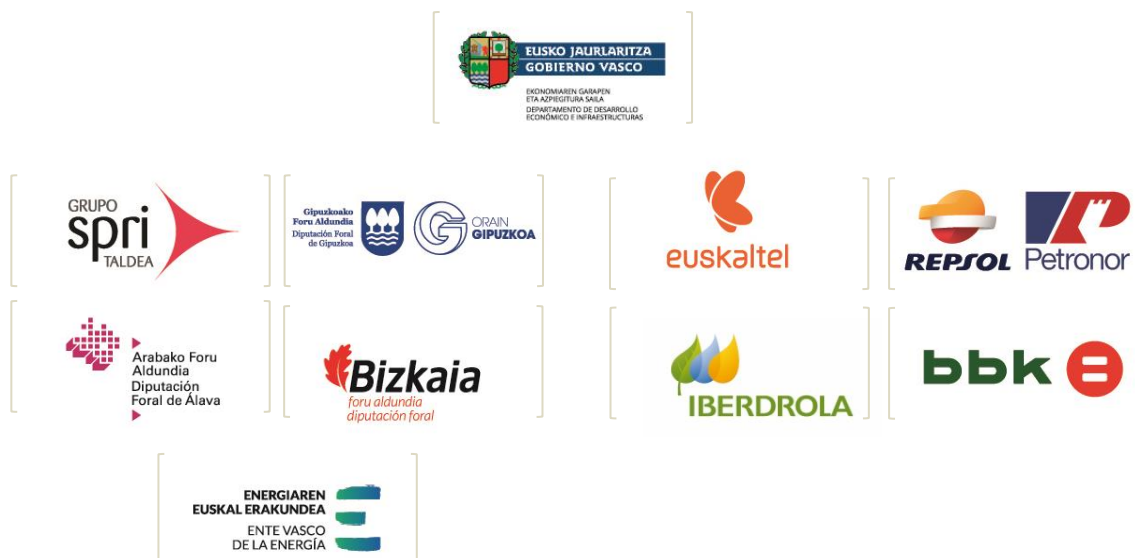 EUSKO JAURLARITZA
GOBIERNO VASCO
EKONOMIAREN GARAPEN
ETA AZPIEGITURA SAILA
DEPARTAMENTO DE DESARROLLO
ECONÓMICO E INFRAESTRUCTURAS
GRUPO
spri
TALDEA
Gipuzkoako
Foru Aldundia
Diputación Foral
de Gipuzkoa
ORAIN
GIPUZKOA
euskaltel
REPSOL
Petronor
Arabako Foru
Aldundia
Diputación
Foral de Álava
Bizkaia
foru aldundia
diputación foral
IBERDROLA
bbk
ENERGIAREN
EUSKAL ERAKUNDEA
ENTE VASCO
DE LA ENERGÍA